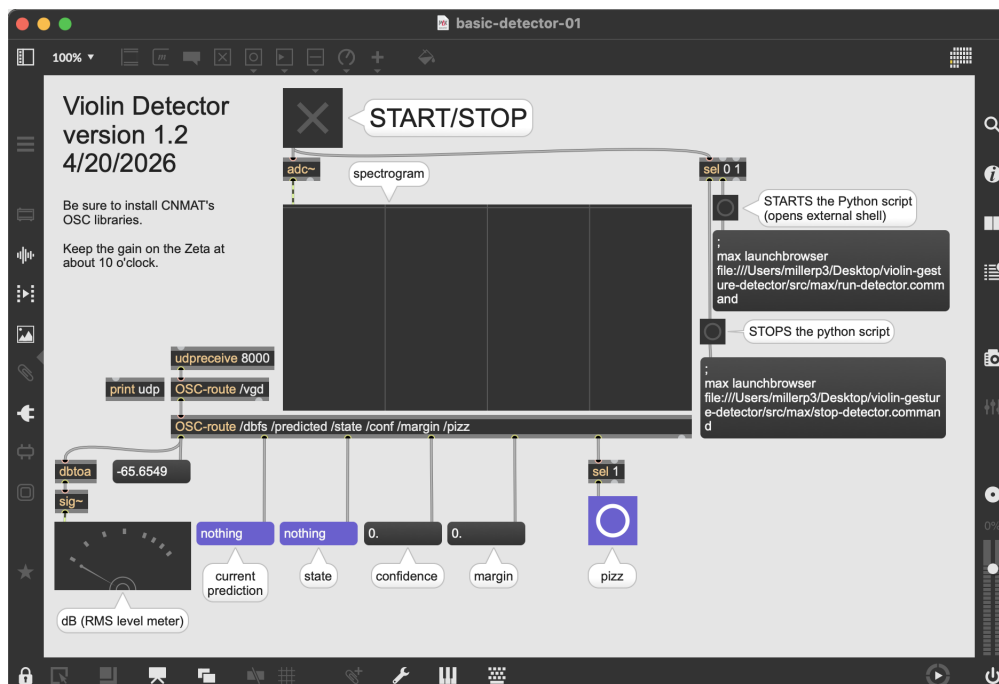 basic-detector-01
100%
Violin Detector
version 1.2
4/20/2026
Be sure to install CNMAT's
OSC libraries.
Keep the gain on the Zeta at
about 10 o'clock.
START/STOP
adc~
spectrogram
sel 0 1
STARTS the Python script
(opens external shell)
;
max launchbrowser
file:///Users/millerp3/Desktop/violin-gest
ure-detector/src/max/run-detector.comm
and
STOPS the python script
;
max launchbrowser
file:///Users/millerp3/Desktop/violin-gestur
e-detector/src/max/stop-detector.comman
d
udpreceive 8000
print udp
OSC-route /vgd
OSC-route /dbfs /predicted /state /conf /margin /pizz
dbtoa
-65.6549
sel 1
sig~
nothing
nothing
0.
0.
current
prediction
state
confidence
margin
pizz
dB (RMS level meter)
0%